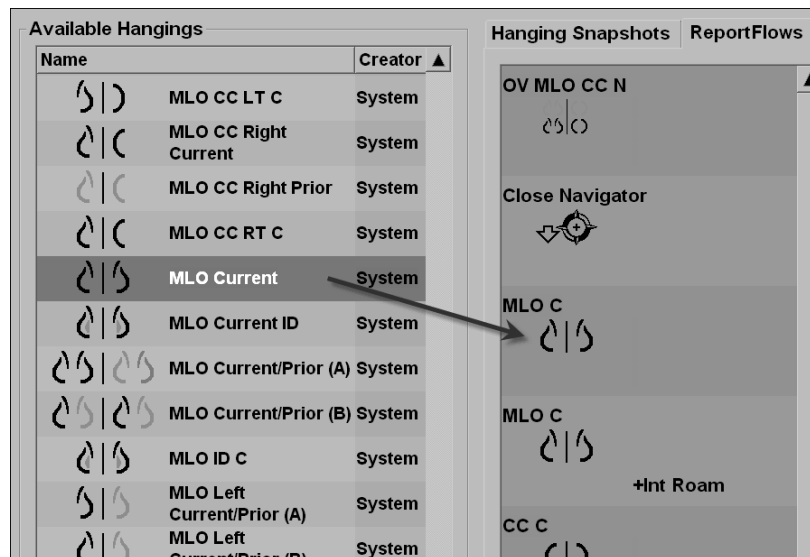 Available Hangings
Name Creator
MLO CC LT C System
MLO CC Right
Current System
MLO CC Right Prior System
MLO CC RT C System
MLO Current System
MLO Current ID System
MLO Current/Prior (A) System
MLO Current/Prior (B) System
MLO ID C System
MLO Left
Current/Prior (A) System
MLO Left
Current/Prior (B) System
Hanging Snapshots ReportFlows
OV MLO CC N
Close Navigator
MLO C
MLO C
+Int Roam
CC C